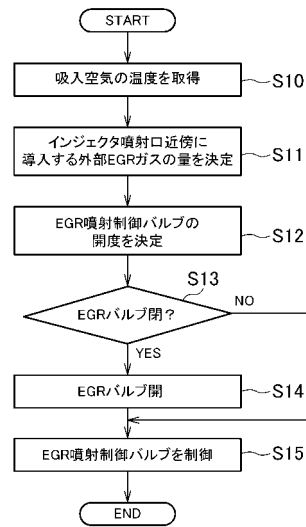 START
吸入空気の温度を取得
S10
インジェクタ噴射口近傍に
導入する外部EGRガスの量を決定
S11
EGR噴射制御バルブの
開度を決定
S12
S13
EGRバルブ閉？
NO
YES
EGRバルブ開
S14
EGR噴射制御バルブを制御
S15
END